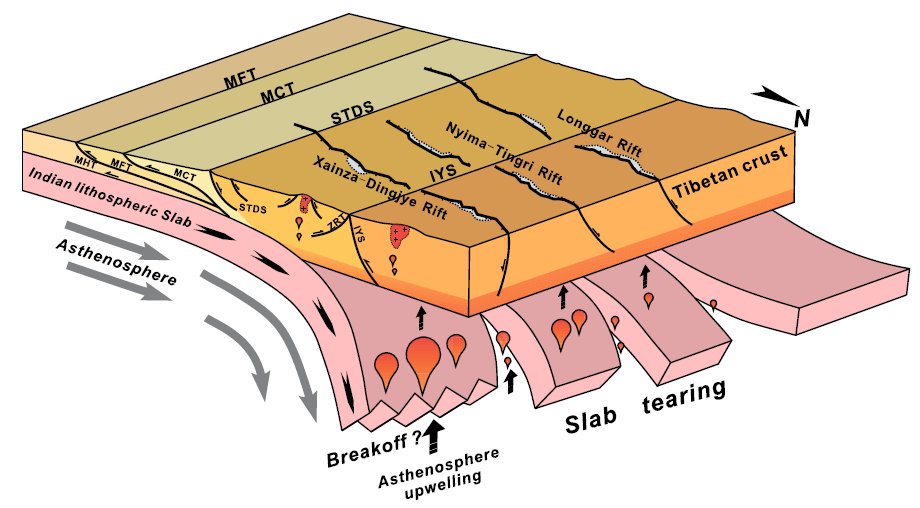 MFT
MCT
STDS
Longgar Rift
Nyima-Tingri Rift
Xainza-Dingjye Rift
IYS
N
Tibetan crust
MHT
MFT
MCT
STDS
ZRT
IYS
Indian lithospheric Slab
Asthenosphere
Breakoff ?
Asthenosphere
upwelling
Slab tearing